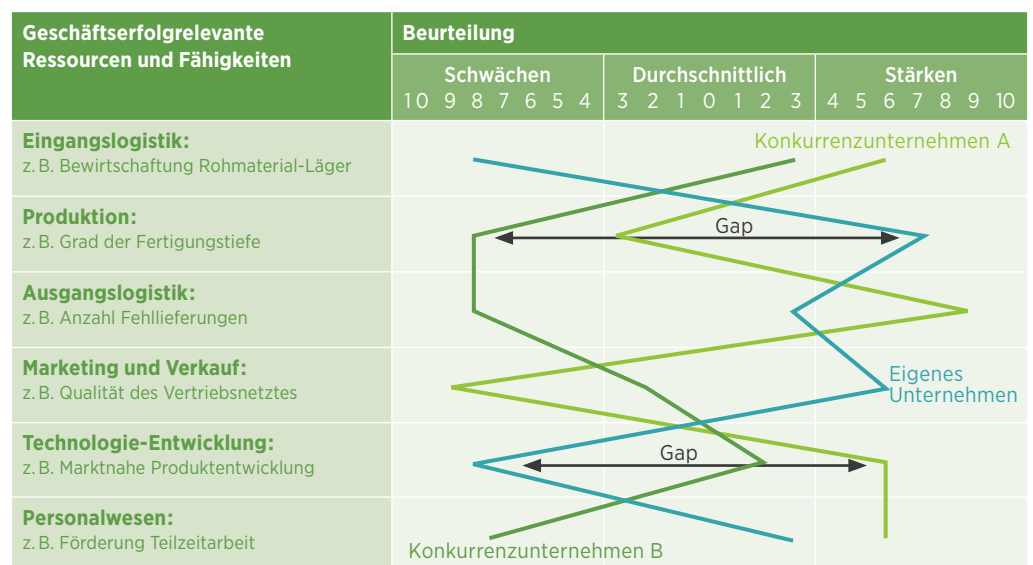 Geschäftserfolgrelevante
Ressourcen und Fähigkeiten
Beurteilung
Schwächen
Durchschnittlich
Stärken
10 9 8 7 6 5 4 3 2 1 0 1 2 3 4 5 6 7 8 9 10
Eingangslogistik:
z. B. Bewirtschaftung Rohmaterial-Läger
Konkurrenzunternehmen A
Produktion:
z. B. Grad der Fertigungstiefe
Gap
Ausgangslogistik:
z. B. Anzahl Fehllieferungen
Marketing und Verkauf:
z. B. Qualität des Vertriebsnetztes
Eigenes
Unternehmen
Technologie-Entwicklung:
z. B. Marktnahe Produktentwicklung
Gap
Personalwesen:
z. B. Förderung Teilzeitarbeit
Konkurrenzunternehmen B